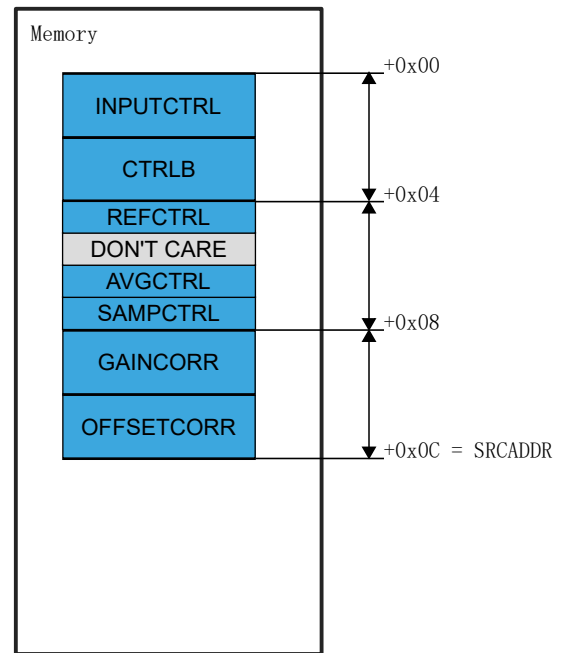 Memory
+0x00
INPUTCTRL
CTRLB
+0x04
REFCTRL
DON'T CARE
AVGCTRL
SAMPCTRL
+0x08
GAINCORR
OFFSETCORR
+0x0C = SRCADDR